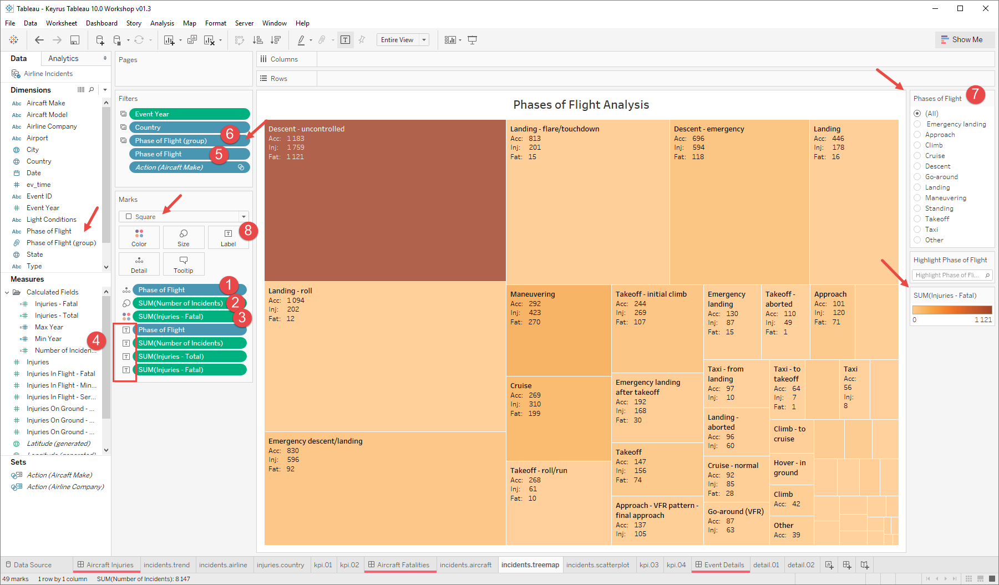 Tableau - Keyrus Tableau 10.0 Workshop v01.3
File Data Worksheet Dashboard Story Analysis Map Format Server Window Help
Entire View
Show Me
Data
Analytics
Airline Incidents
Dimensions
Abc Aircaft Make
Abc Aircaft Model
Abc Airline Company
Abc Airport
City
Country
Date
# ev_time
Abc Event ID
# Event Year
Abc Light Conditions
Abc Phase of Flight
Phase of Flight (group)
State
Abc Type
Measures
Calculated Fields
=# Injuries - Fatal
=# Injuries - Total
=# Max Year
=# Min Year
=# Number of Inciden...
4
# Injuries
# Injuries In Flight - Fatal
# Injuries In Flight - Min...
# Injuries In Flight - Ser...
# Injuries On Ground - ...
# Injuries On Ground - ...
# Injuries On Ground - ...
Latitude (generated)
Longitude (generated)
Sets
Action (Aircaft Make)
Action (Airline Company)
Pages
Filters
Event Year
Country
6
Phase of Flight (group)
Phase of Flight
5
Action (Aircaft Make)
Marks
Square
Color
Size
Label
8
Detail
Tooltip
Phase of Flight
1
SUM(Number of Incidents)
2
SUM(Injuries - Fatal)
3
Phase of Flight
SUM(Number of Incidents)
SUM(Injuries - Total)
SUM(Injuries - Fatal)
Columns
Rows
Phases of Flight Analysis
Descent - uncontrolled
Acc: 1 183
Inj: 1 759
Fat: 1 121
Landing - roll
Acc: 1 094
Inj: 202
Fat: 12
Emergency descent/landing
Acc: 830
Inj: 596
Fat: 92
Landing - flare/touchdown
Acc: 813
Inj: 201
Fat: 15
Descent - emergency
Acc: 696
Inj: 594
Fat: 118
Landing
Acc: 446
Inj: 178
Fat: 16
Maneuvering
Acc: 292
Inj: 423
Fat: 270
Cruise
Acc: 269
Inj: 310
Fat: 199
Takeoff - roll/run
Acc: 268
Inj: 61
Fat: 10
Takeoff - initial climb
Acc: 244
Inj: 269
Fat: 107
Emergency landing
after takeoff
Acc: 192
Inj: 168
Fat: 30
Takeoff
Acc: 147
Inj: 156
Fat: 74
Approach - VFR pattern -
final approach
Acc: 137
Inj: 105
Emergency
landing
Acc: 130
Inj: 87
Fat: 15
Takeoff -
aborted
Acc: 110
Inj: 49
Fat: 1
Approach
Acc: 101
Inj: 120
Fat: 71
Taxi - from
landing
Acc: 97
Inj: 10
Landing -
aborted
Acc: 96
Inj: 60
Cruise - normal
Acc: 92
Inj: 85
Fat: 28
Go-around (VFR)
Acc: 87
Inj: 63
Taxi - to
takeoff
Acc: 64
Inj: 7
Fat: 1
Taxi
Acc:
56
Inj:
8
Climb - to
cruise
Hover - in
ground
Climb
Acc: 42
Other
Acc: 39
Phases of Flight
7
(All)
Emergency landing
Approach
Climb
Cruise
Descent
Go-around
Landing
Maneuvering
Standing
Takeoff
Taxi
Other
Highlight Phase of Flight
Highlight Phase of Fli...
SUM(Injuries - Fatal)
0 1 121
Data Source Aircraft Injuries incidents.trend incidents.airline injuries.country kpi.01 kpi.02 Aircraft Fatalities incidents.aircraft incidents.treemap incidents.scatterplot kpi.03 kpi.04 Event Details detail.01 detail.02
49 marks 1 row by 1 column SUM(Number of Incidents): 8 147